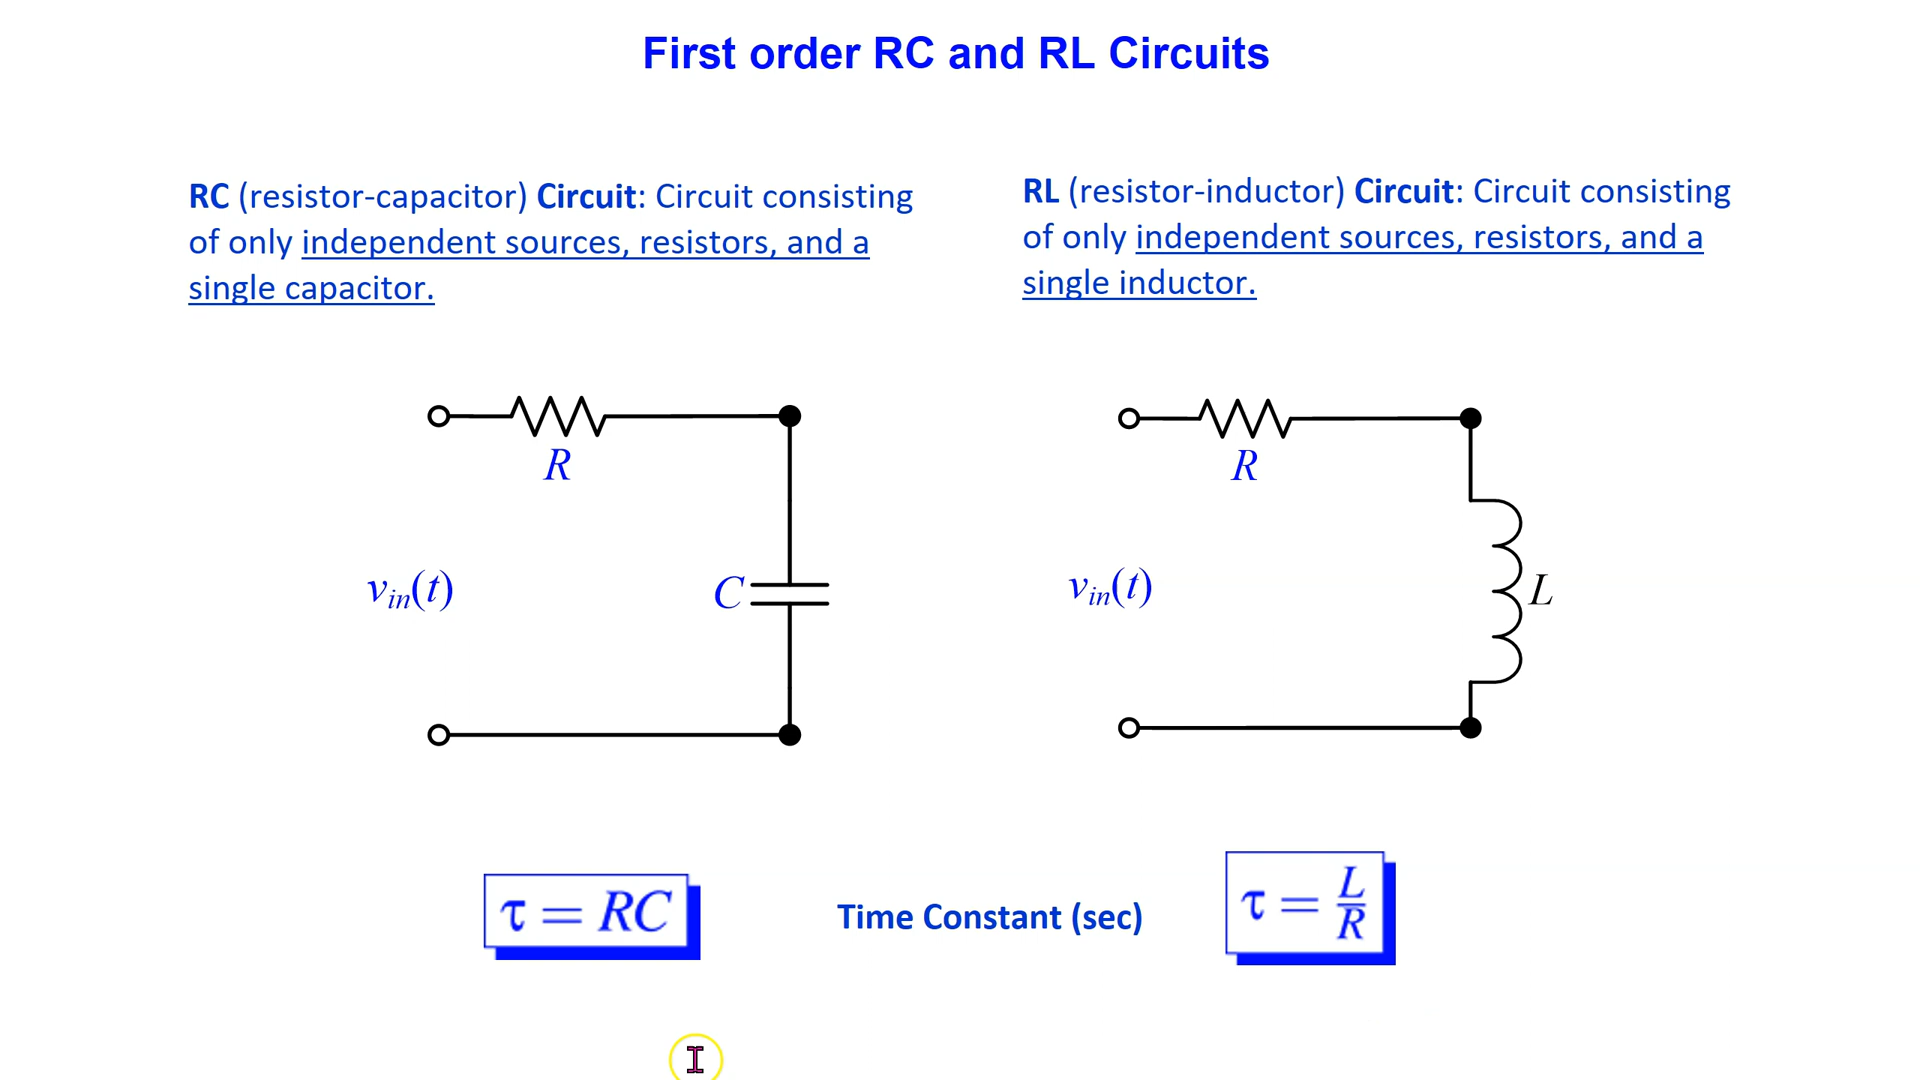 First order RC and RL Circuits
RC (resistor-capacitor) Circuit: Circuit consisting
of only independent sources, resistors, and a
single capacitor.
RL (resistor-inductor) Circuit: Circuit consisting
of only independent sources, resistors, and a
single inductor.
R
v_in(t)
C
R
v_in(t)
L
τ = RC
Time Constant (sec)
τ = L/R